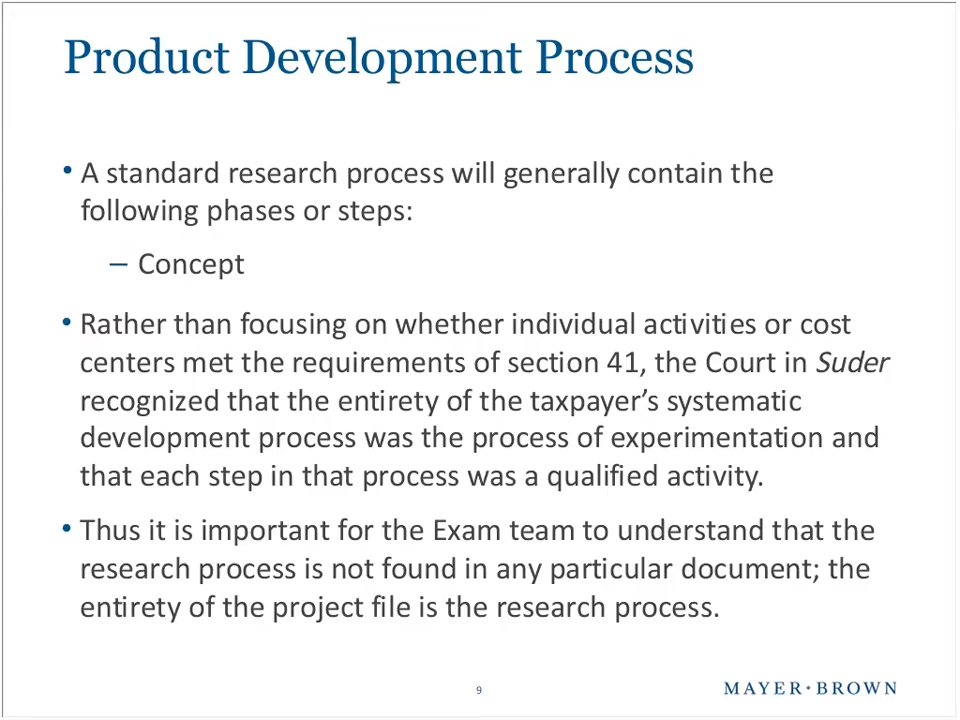 Product Development Process
• A standard research process will generally contain the
following phases or steps:
– Concept
• Rather than focusing on whether individual activities or cost
centers met the requirements of section 41, the Court in Suder
recognized that the entirety of the taxpayer’s systematic
development process was the process of experimentation and
that each step in that process was a qualified activity.
• Thus it is important for the Exam team to understand that the
research process is not found in any particular document; the
entirety of the project file is the research process.
9
MAYER • BROWN